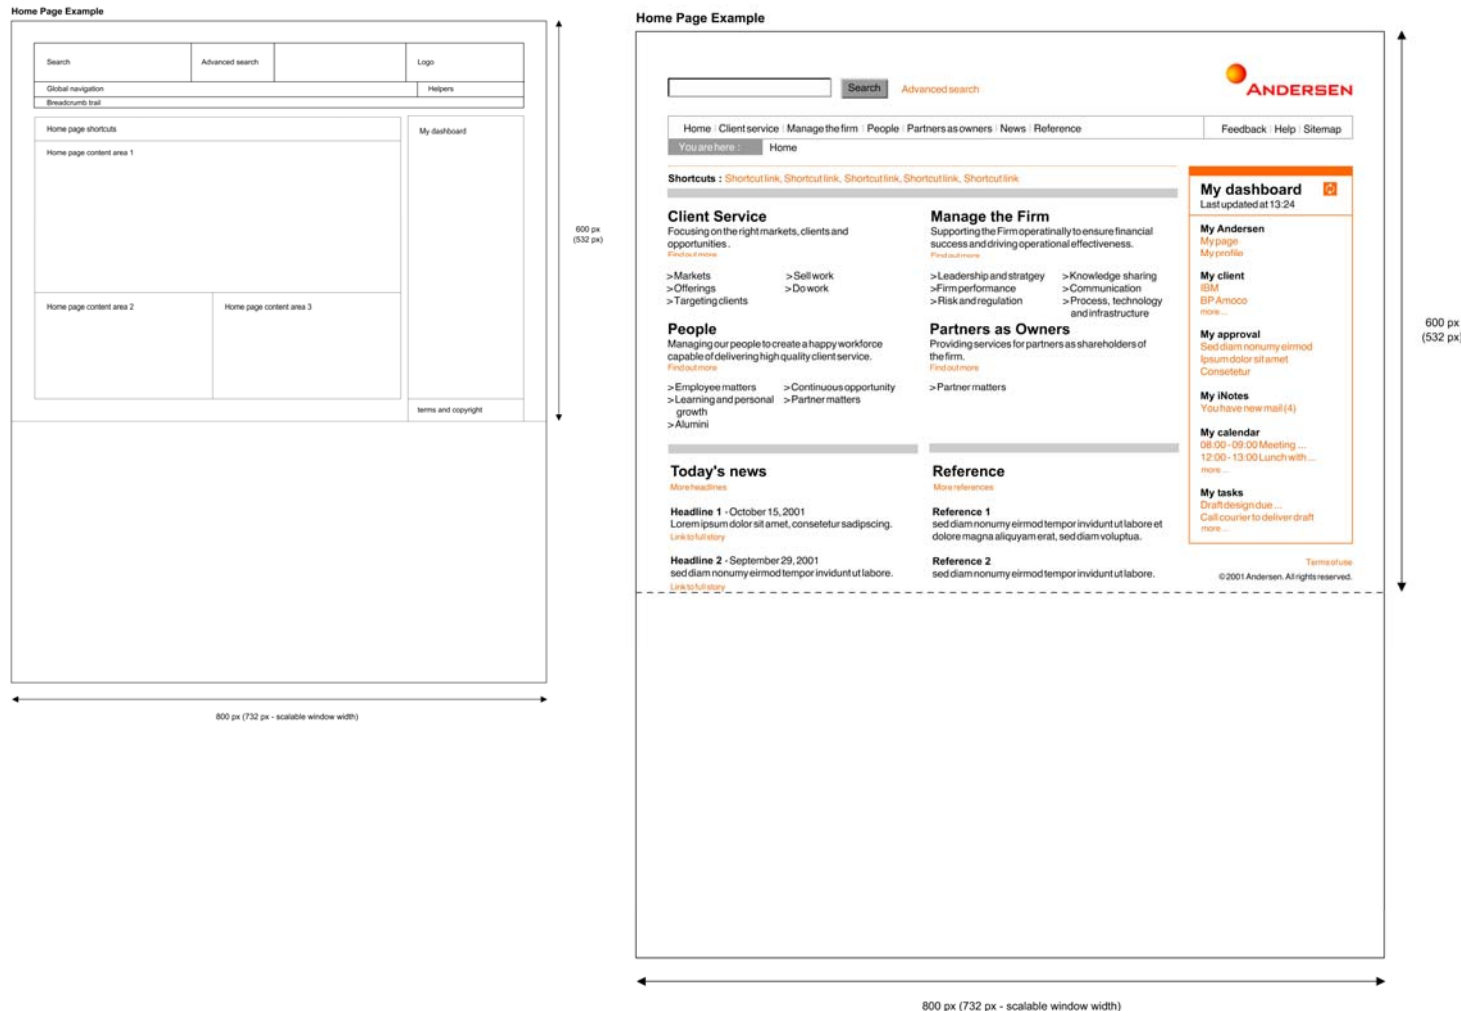 Home Page Example
Search
Advanced search
Logo
Global navigation
Helpers
Breadcrumb trail
Home page shortcuts
My dashboard
Home page content area 1
Home page content area 2
Home page content area 3
terms and copyright
600 px
(532 px)
800 px (732 px - scalable window width)
Home Page Example
Search
Advanced search
ANDERSEN
Home | Client service | Manage the firm | People | Partners as owners | News | Reference
Feedback | Help | Sitemap
You are here :
Home
Shortcuts : Shortcut link, Shortcut link, Shortcut link, Shortcut link, Shortcut link
Client Service
Focusing on the right markets, clients and
opportunities.
Find out more
>Markets
>Offerings
>Targeting clients
>Sell work
>Do work
Manage the Firm
Supporting the Firm operatinally to ensure financial
success and driving operational effectiveness.
Find out more
>Leadership and stratgey
>Firm performance
>Risk and regulation
>Knowledge sharing
>Communication
>Process, technology
and infrastructure
People
Managing our people to create a happy workforce
capable of delivering high quality client service.
Find out more
>Employee matters
>Learning and personal
growth
>Alumini
>Continuous opportunity
>Partner matters
Partners as Owners
Providing services for partners as shareholders of
the firm.
Find out more
>Partner matters
Today's news
More headlines
Headline 1 - October 15, 2001
Lorem ipsum dolor sit amet, consetetur sadipscing.
Link to full story
Headline 2 - September 29, 2001
sed diam nonumy eirmod tempor invidunt ut labore.
Link to full story
Reference
More references
Reference 1
sed diam nonumy eirmod tempor invidunt ut labore et
dolore magna aliquyam erat, sed diam voluptua.
Reference 2
sed diam nonumy eirmod tempor invidunt ut labore.
My dashboard
Last updated at 13:24
My Andersen
My page
My profile
My client
IBM
BP Amoco
more ...
My approval
Sed diam nonumy eirmod
Ipsum dolor sit amet
Consetetur
My iNotes
You have new mail (4)
My calendar
08:00 - 09:00 Meeting ...
12:00 - 13:00 Lunch with ...
more ...
My tasks
Draft design due ...
Call courier to deliver draft
more ...
Terms of use
©2001 Andersen. All rights reserved.
600 px
(532 px)
800 px (732 px - scalable window width)